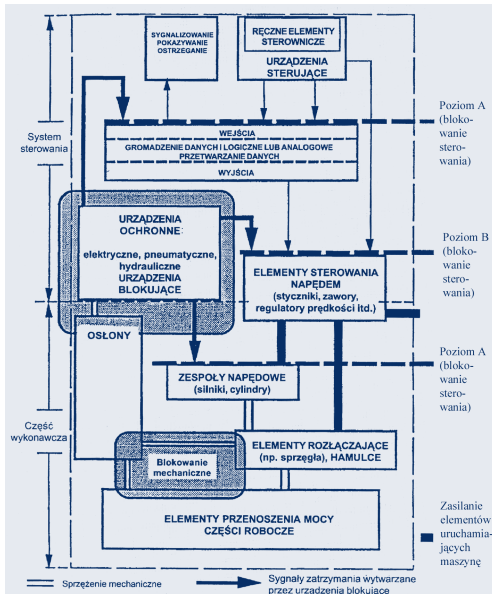 SYGNALIZOWANIE
POKAZYWANIE
OSTRZEGANIE
RĘCZNE ELEMENTY
STEROWNICZE
URZĄDZENIA
STERUJĄCE
Poziom A
(bloko-
wanie
stero-
wania)
System
sterowania
WEJŚCIA
GROMADZENIE DANYCH I LOGICZNE LUB ANALOGOWE
PRZETWARZANIE DANYCH
WYJŚCIA
URZĄDZENIA
OCHRONNE:
elektryczne, pneumatyczne,
hydrauliczne
URZĄDZENIA
BLOKUJĄCE
Poziom B
(bloko-
wanie
stero-
wania)
ELEMENTY STEROWANIA
NAPĘDEM
(styczniki, zawory,
regulatory prędkości itd.)
OSŁONY
Poziom A
(bloko-
wanie
stero-
wania)
ZESPOŁY NAPĘDOWE
(silniki, cylindry)
Część
wykonawcza
ELEMENTY ROZŁĄCZAJĄCE
(np. sprzęgła), HAMULCE
Blokowanie
mechaniczne
ELEMENTY PRZENOSZENIA MOCY
CZĘŚCI ROBOCZE
Zasilanie
elementów
uruchamia-
jących
maszynę
Sprzężenie mechaniczne
Sygnały zatrzymania wytwarzane
przez urządzenia blokujące